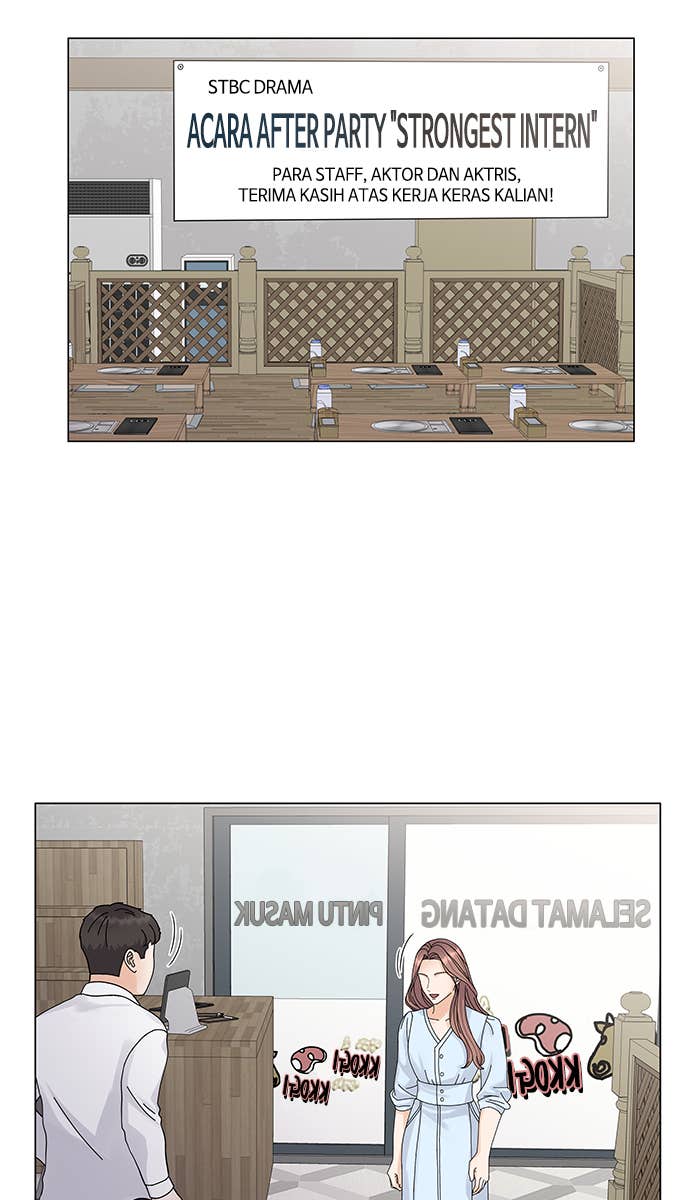 STBC DRAMA
ACARA AFTER PARTY "STRONGEST INTERN"
PARA STAFF, AKTOR DAN AKTRIS,
TERIMA KASIH ATAS KERJA KERAS KALIAN!
PINTU MASUK
SELAMAT DATANG
KKOGI
KKOGI
KKOGI